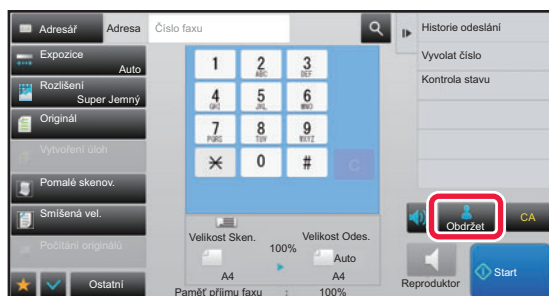 Adresář
Adresa
Číslo faxu
Historie odeslání
Expozice
Auto
Vyvolat číslo
Rozlišení
Super Jemný
Kontrola stavu
Originál
Vytvoření úloh
Pomalé skenov.
Smíšená vel.
Počítání originálů
Ostatní
1
2
ABC
3
DEF
4
GHI
5
JKL
6
MNO
7
PQRS
8
TUV
9
WXYZ
0
#
C
Velikost Sken.
100%
Velikost Odes.
Auto
A4
A4
Paměť příjmu faxu : 100%
Obdržet
CA
Reproduktor
Start